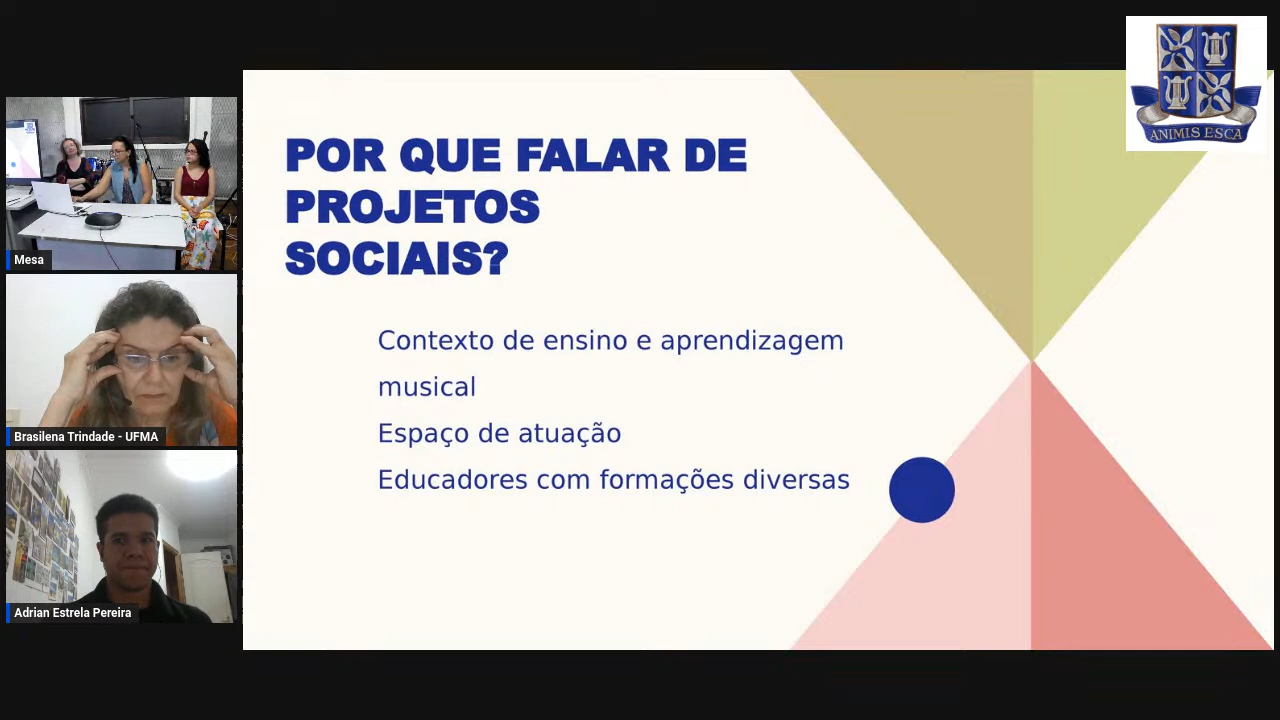 ANIMIS ESCA
POR QUE FALAR DE
PROJETOS
SOCIAIS?
Contexto de ensino e aprendizagem
musical
Espaço de atuação
Educadores com formações diversas
Mesa
Brasilena Trindade - UFMA
Adrian Estrela Pereira